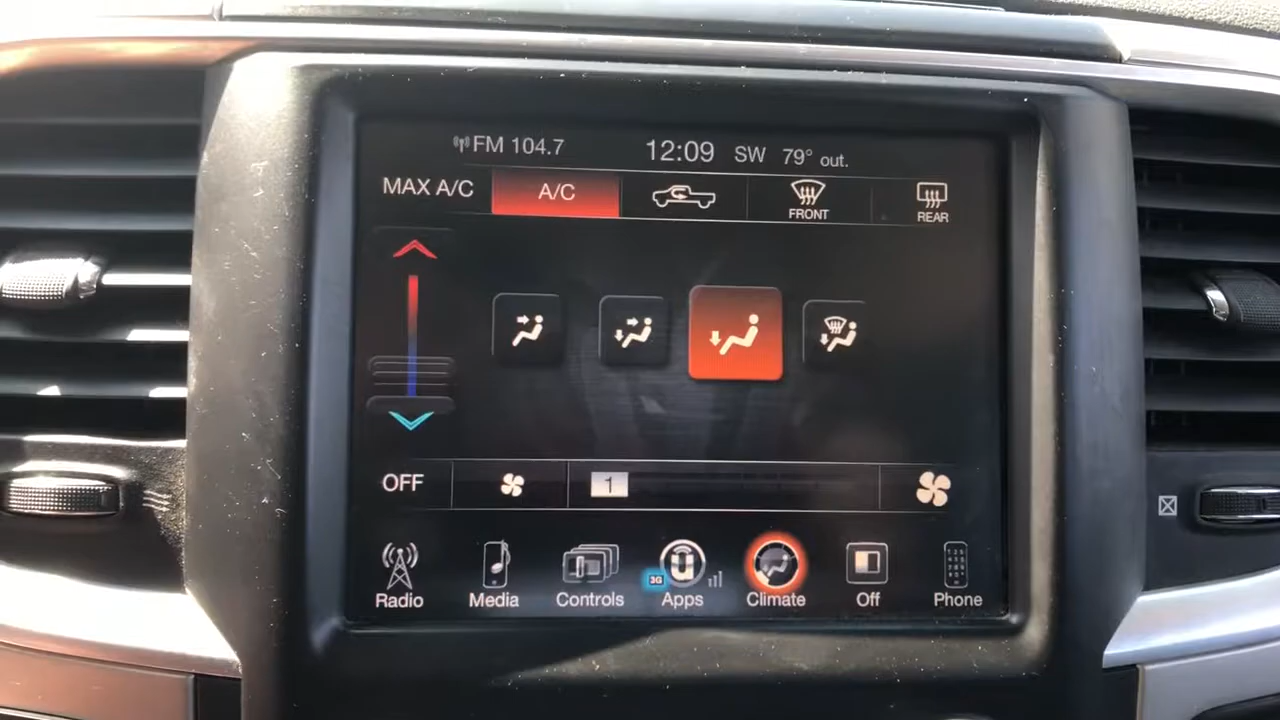 FM 104.7 12:09 SW 79° out.
MAX A/C A/C FRONT REAR
OFF 1
3G
Radio Media Controls Apps Climate Off Phone